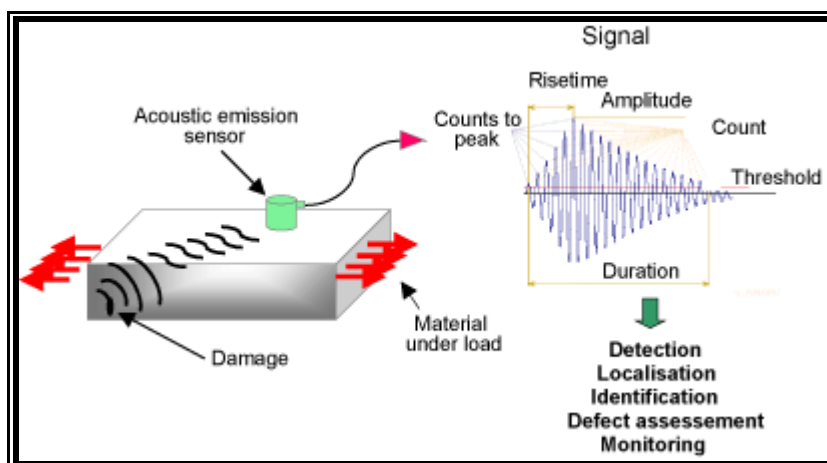 Signal
Risetime
Amplitude
Acoustic emission
sensor
Counts to
peak
Count
Threshold
Duration
Material
under load
Damage
Detection
Localisation
Identification
Defect assessement
Monitoring